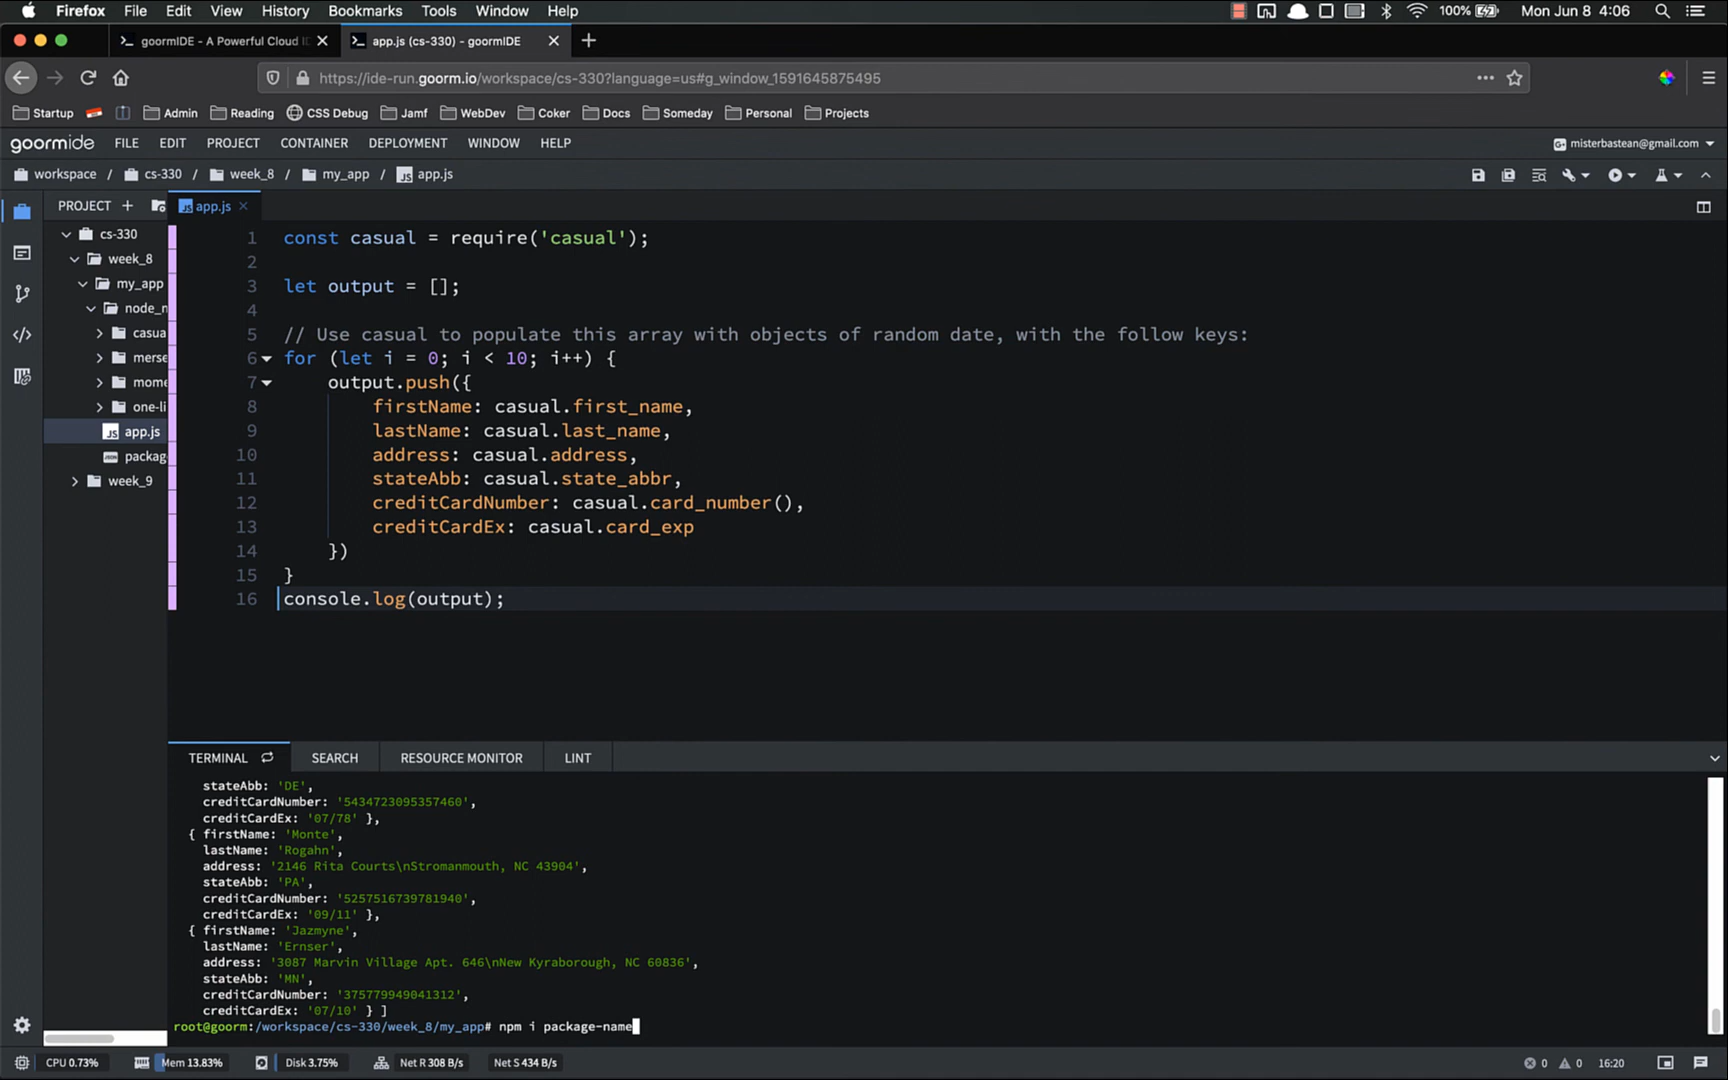 Firefox File Edit View History Bookmarks Tools Window Help 100% Mon Jun 8 4:06
goormIDE - A Powerful Cloud I app.js (cs-330) - goormIDE
https://ide-run.goorm.io/workspace/cs-330?language=us#g_window_1591645875495
Startup Admin Reading CSS Debug Jamf WebDev Coker Docs Someday Personal Projects
goormide FILE EDIT PROJECT CONTAINER DEPLOYMENT WINDOW HELP misterbastean@gmail.com
workspace / cs-330 / week_8 / my_app / app.js
PROJECT
cs-330
week_8
my_app
node_n
casua
merse
mome
one-li
app.js
packag
week_9
app.js
1 const casual = require('casual');
2
3 let output = [];
4
5 // Use casual to populate this array with objects of random date, with the follow keys:
6 for (let i = 0; i < 10; i++) {
7 output.push({
8 firstName: casual.first_name,
9 lastName: casual.last_name,
10 address: casual.address,
11 stateAbb: casual.state_abbr,
12 creditCardNumber: casual.card_number(),
13 creditCardEx: casual.card_exp
14 })
15 }
16 console.log(output);
TERMINAL SEARCH RESOURCE MONITOR LINT
stateAbb: 'DE',
creditCardNumber: '5434723095357460',
creditCardEx: '07/78' },
{ firstName: 'Monte',
lastName: 'Rogahn',
address: '2146 Rita Courts\nStromanmouth, NC 43904',
stateAbb: 'PA',
creditCardNumber: '5257516739781940',
creditCardEx: '09/11' },
{ firstName: 'Jazmyne',
lastName: 'Ernser',
address: '3087 Marvin Village Apt. 646\nNew Kyraborough, NC 60836',
stateAbb: 'MN',
creditCardNumber: '375779949041312',
creditCardEx: '07/10' } ]
root@goorm:/workspace/cs-330/week_8/my_app# npm i package-name
CPU 0.73% Mem 13.83% Disk 3.75% Net R 308 B/s Net S 434 B/s 0 0 16:20